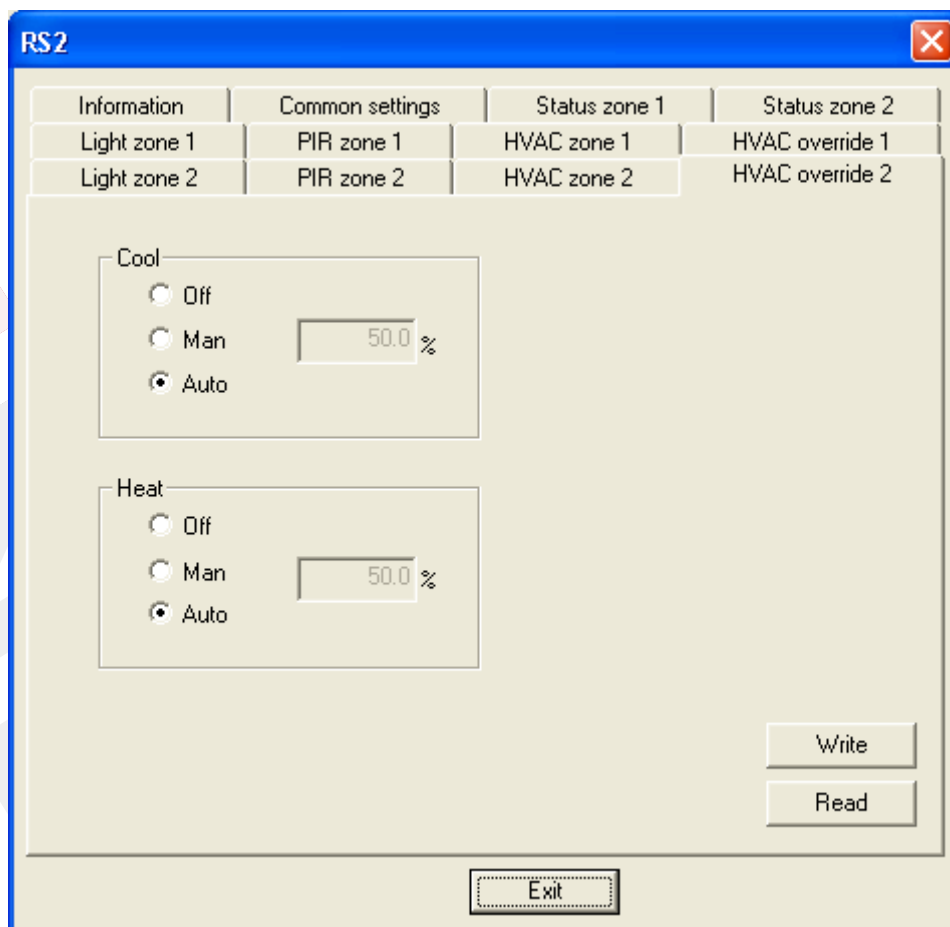 RS2
Information Common settings Status zone 1 Status zone 2
Light zone 1 PIR zone 1 HVAC zone 1 HVAC override 1
Light zone 2 PIR zone 2 HVAC zone 2 HVAC override 2
Cool
Off
Man 50.0 %
Auto
Heat
Off
Man 50.0 %
Auto
Write
Read
Exit